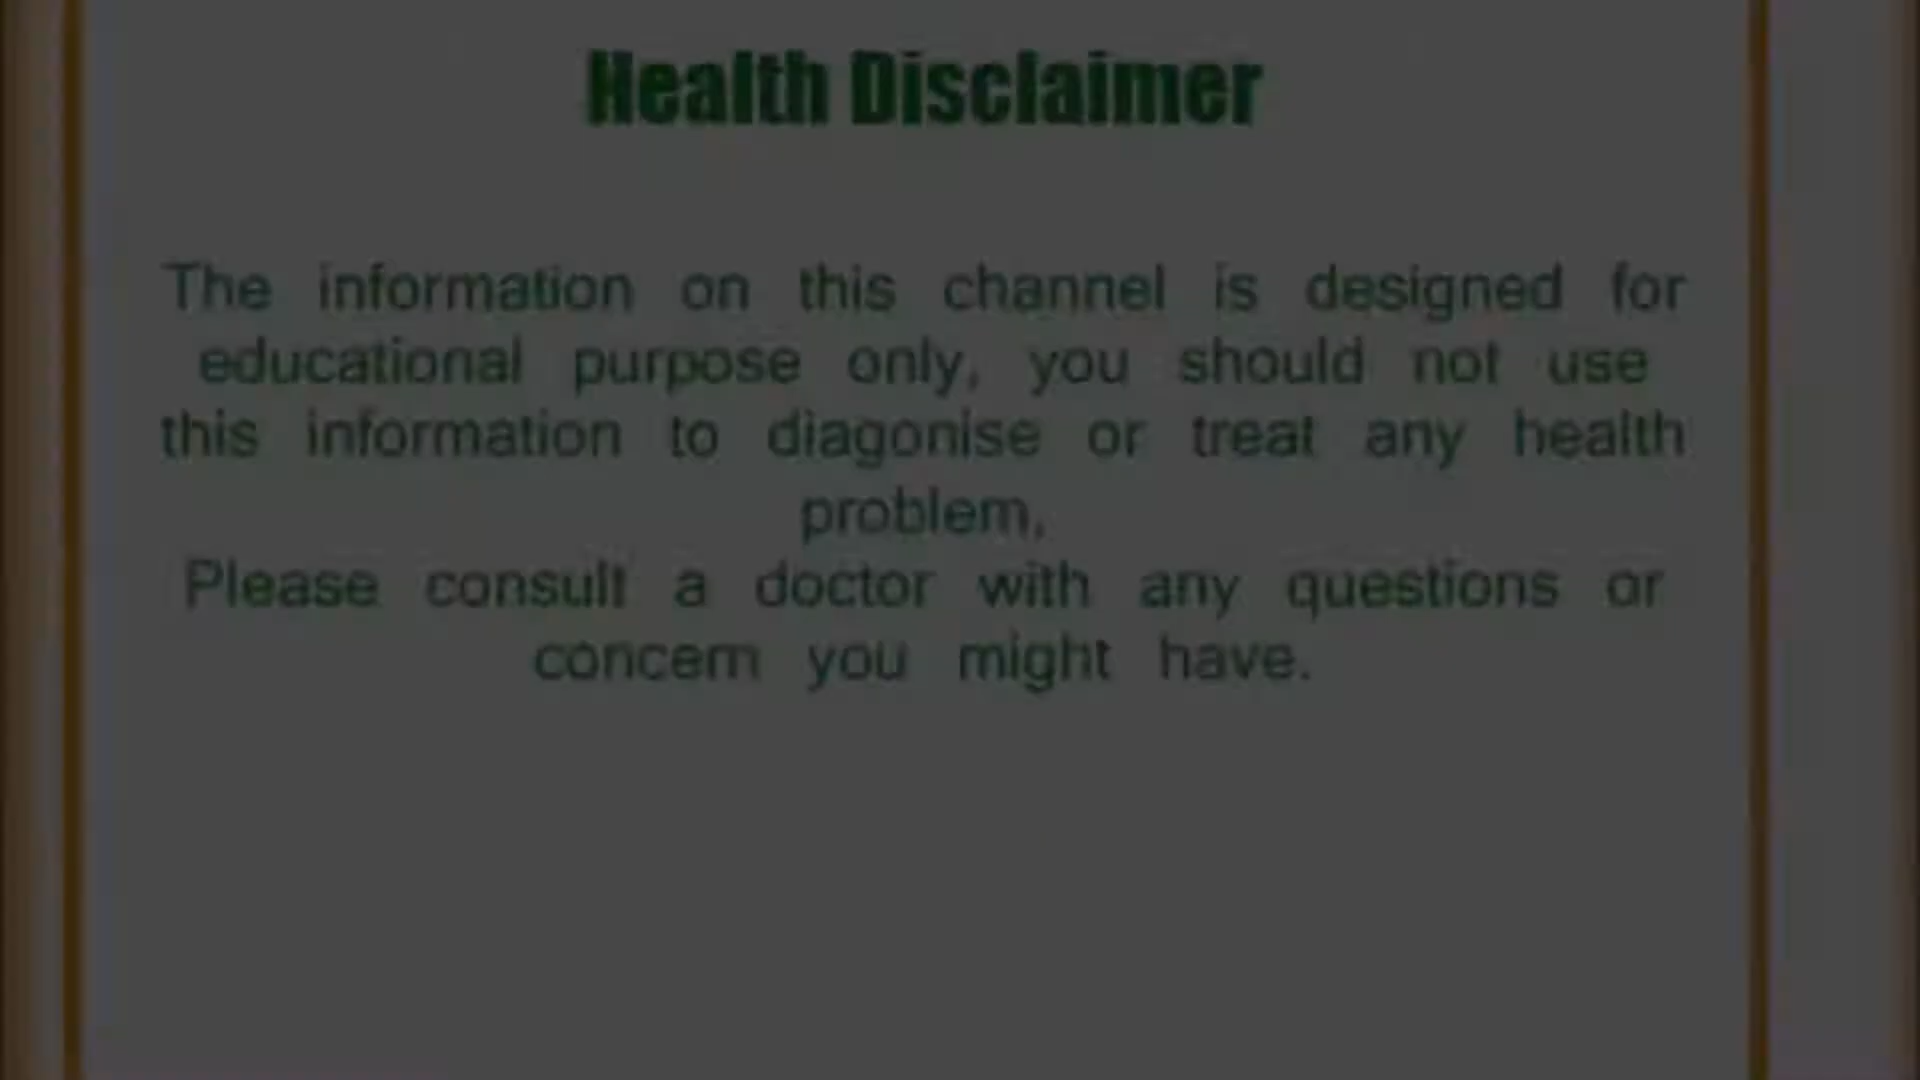 Health Disclaimer
The information on this channel is designed for
educational purpose only, you should not use
this information to diagonise or treat any health
problem,
Please consult a doctor with any questions or
concern you might have.